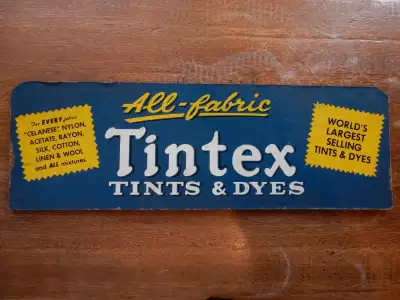 All-fabric
For EVERY fabric
"CELANESE," NYLON,
ACETATE, RAYON,
SILK, COTTON,
LINEN & WOOL
and ALL mixtures.
Tintex
TINTS & DYES
WORLD'S
LARGEST
SELLING
TINTS & DYES